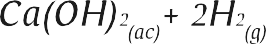 Ca(OH)₂(ac) + 2H₂(g)